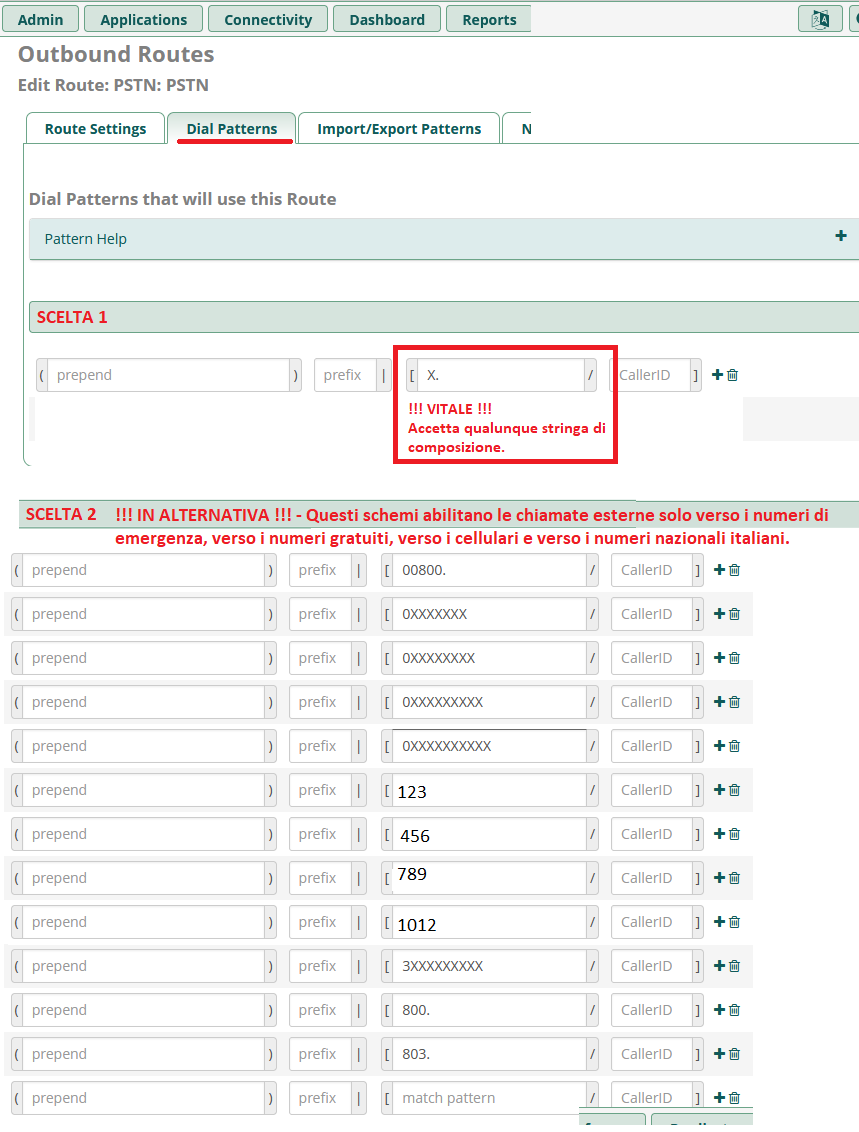 Admin Applications Connectivity Dashboard Reports
Outbound Routes
Edit Route: PSTN: PSTN
Route Settings Dial Patterns Import/Export Patterns N
Dial Patterns that will use this Route
Pattern Help +
SCELTA 1
( prepend ) prefix | [ X. / CallerID ]
!!! VITALE !!!
Accetta qualunque stringa di
composizione.
SCELTA 2 !!! IN ALTERNATIVA !!! - Questi schemi abilitano le chiamate esterne solo verso i numeri di
emergenza, verso i numeri gratuiti, verso i cellulari e verso i numeri nazionali italiani.
( prepend ) prefix | [ 00800. / CallerID ]
( prepend ) prefix | [ 0XXXXXXX / CallerID ]
( prepend ) prefix | [ 0XXXXXXXX / CallerID ]
( prepend ) prefix | [ 0XXXXXXXXX / CallerID ]
( prepend ) prefix | [ 0XXXXXXXXXX / CallerID ]
( prepend ) prefix | [ 123 / CallerID ]
( prepend ) prefix | [ 456 / CallerID ]
( prepend ) prefix | [ 789 / CallerID ]
( prepend ) prefix | [ 1012 / CallerID ]
( prepend ) prefix | [ 3XXXXXXXXX / CallerID ]
( prepend ) prefix | [ 800. / CallerID ]
( prepend ) prefix | [ 803. / CallerID ]
( prepend ) prefix | [ match pattern / CallerID ]